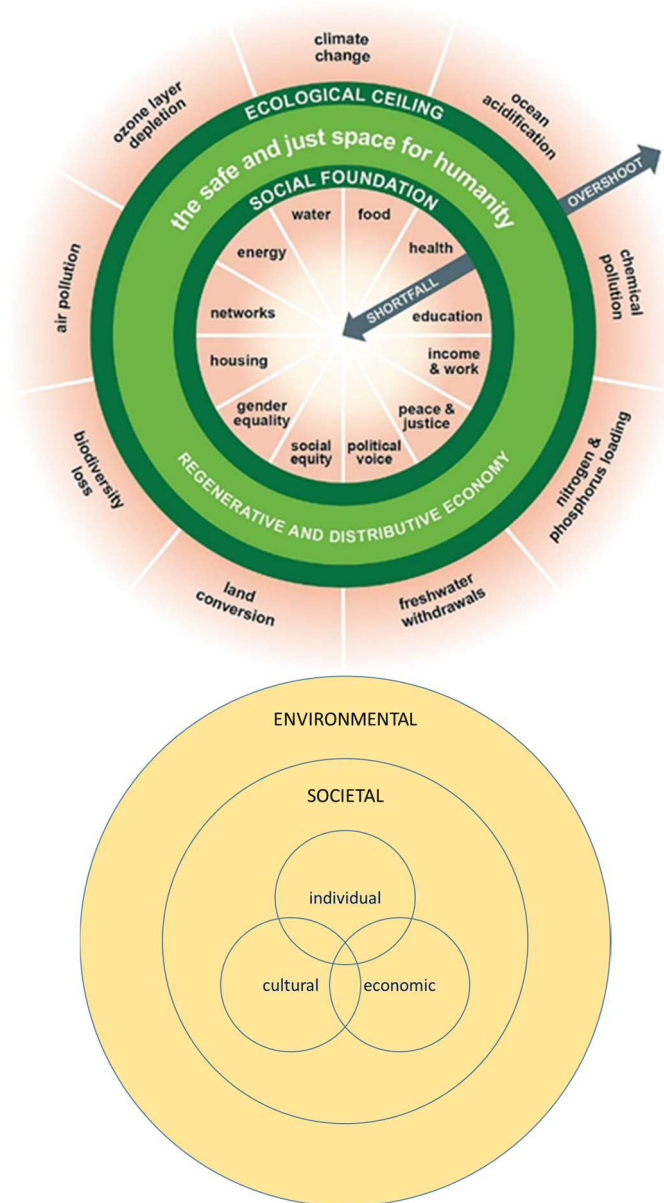 climate
change
ozone layer
depletion
ocean
acidification
ECOLOGICAL CEILING
the safe and just space for humanity
OVERSHOOT
SOCIAL FOUNDATION
water
food
energy
health
air pollution
chemical
pollution
networks
SHORTFALL
education
housing
income
& work
gender
equality
peace &
justice
social
equity
political
voice
biodiversity
loss
REGENERATIVE AND DISTRIBUTIVE ECONOMY
nitrogen &
phosphorus loading
land
conversion
freshwater
withdrawals
ENVIRONMENTAL
SOCIETAL
individual
cultural
economic